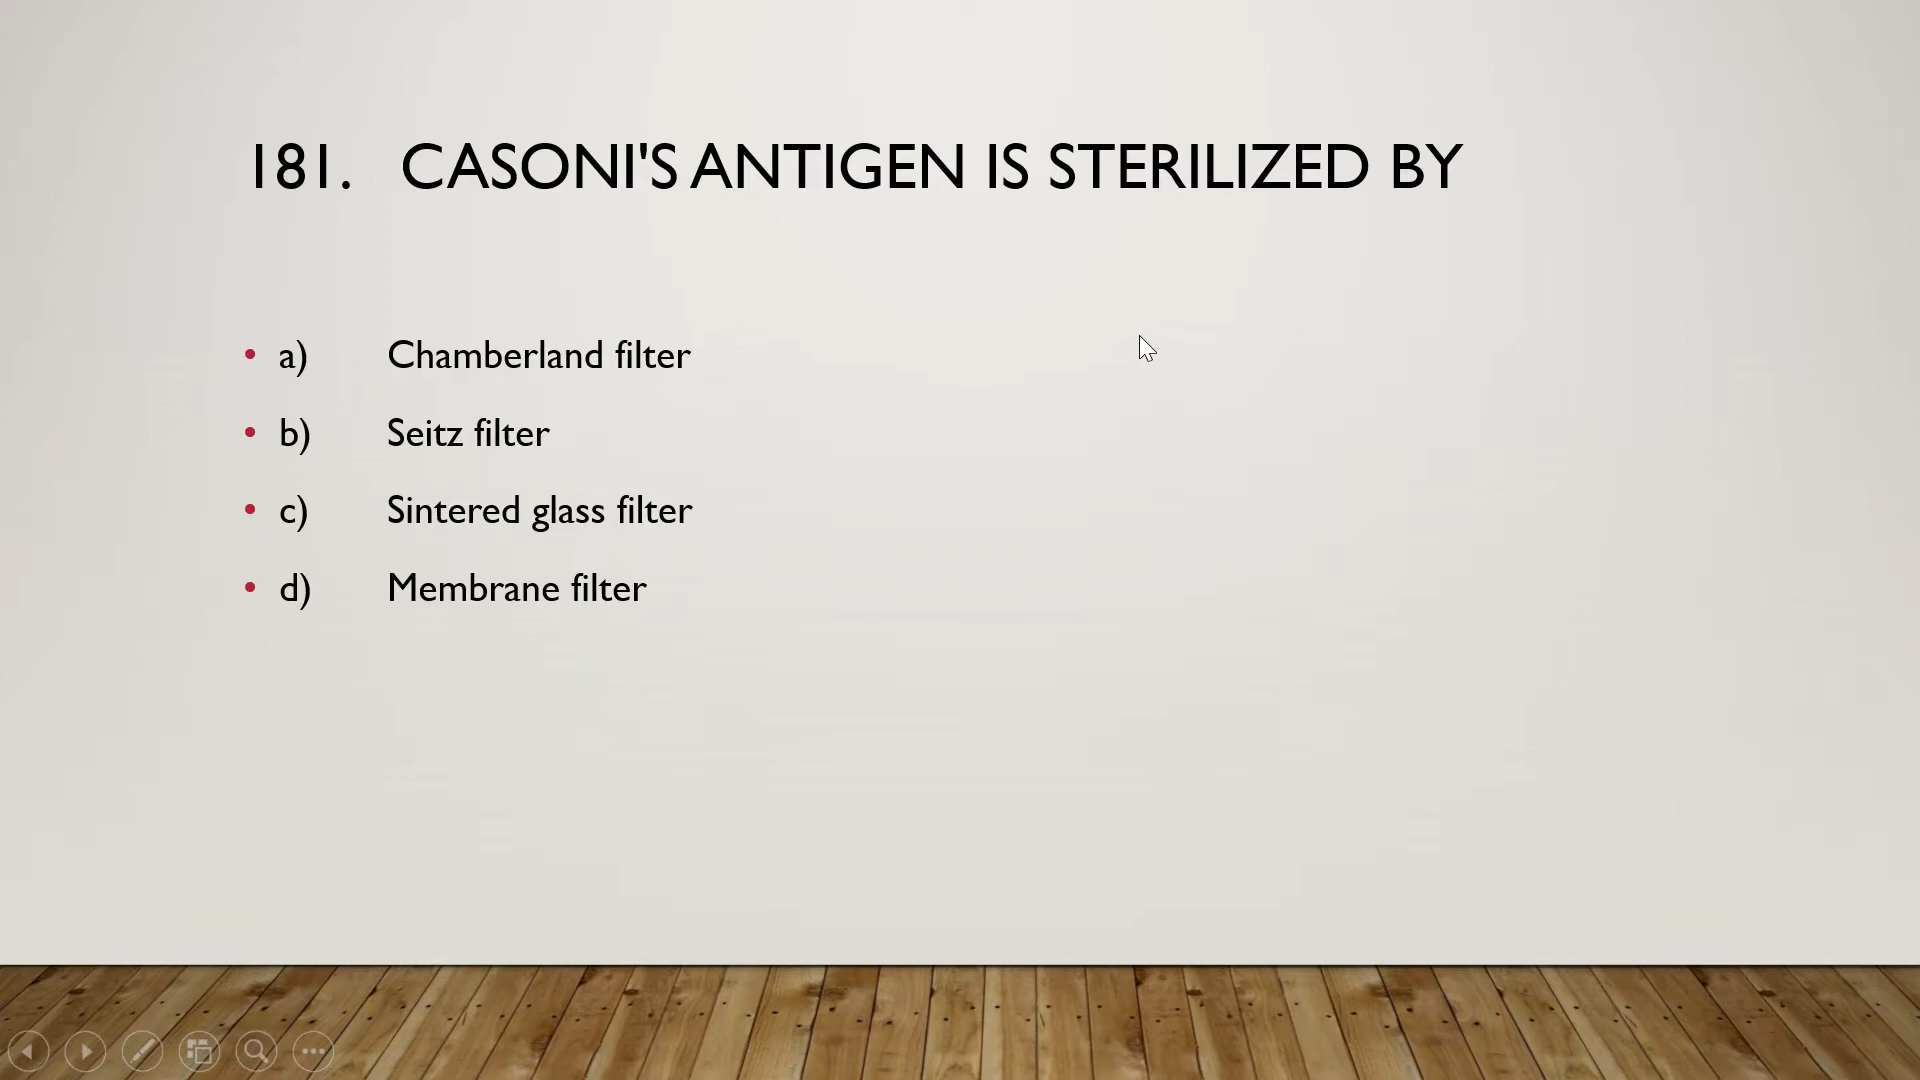 181. CASONI'S ANTIGEN IS STERILIZED BY
• a) Chamberland filter
• b) Seitz filter
• c) Sintered glass filter
• d) Membrane filter